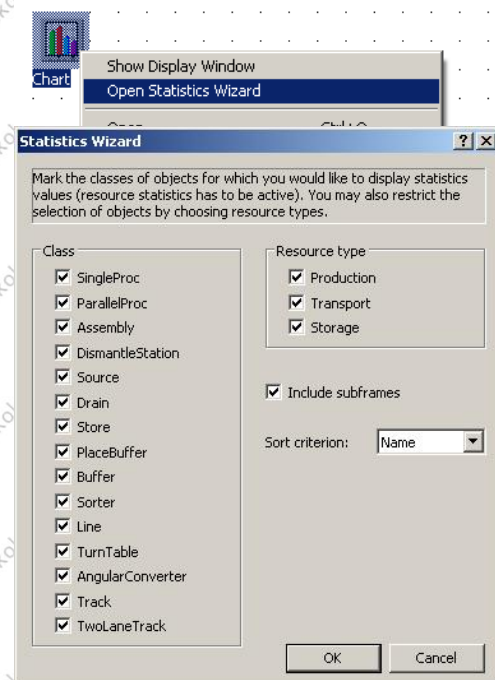 Chart
Show Display Window
Open Statistics Wizard
Statistics Wizard
Mark the classes of objects for which you would like to display statistics
values (resource statistics has to be active). You may also restrict the
selection of objects by choosing resource types.
Class
SingleProc
ParallelProc
Assembly
DismantleStation
Source
Drain
Store
PlaceBuffer
Buffer
Sorter
Line
TurnTable
AngularConverter
Track
TwoLaneTrack
Resource type
Production
Transport
Storage
Include subframes
Sort criterion: Name
OK Cancel